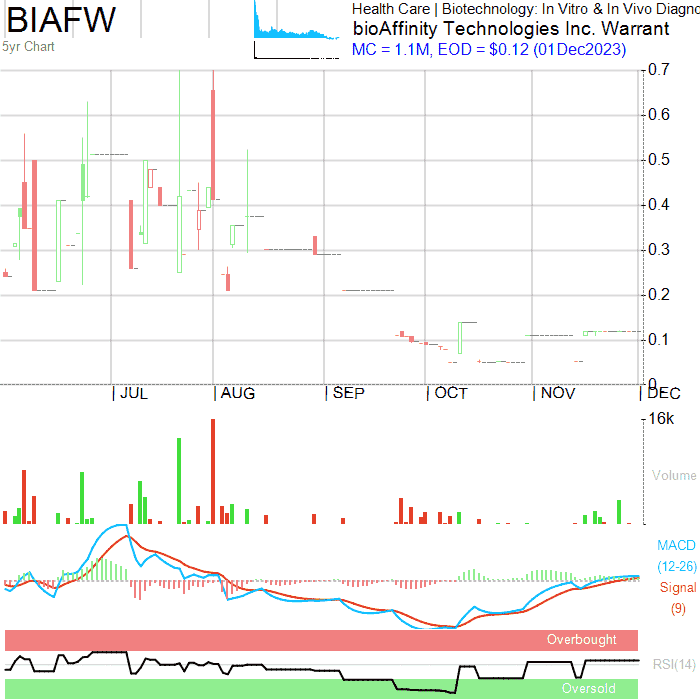 BIAFW
5yr Chart
Health Care | Biotechnology: In Vitro & In Vivo Diagno
bioAffinity Technologies Inc. Warrant
MC = 1.1M, EOD = $0.12 (01Dec2023)
0.7
0.6
0.5
0.4
0.3
0.2
0.1
0
| JUL | AUG | SEP | OCT | NOV | DEC
16k
Volume
MACD
(12-26)
Signal
(9)
Overbought
RSI(14)
Oversold